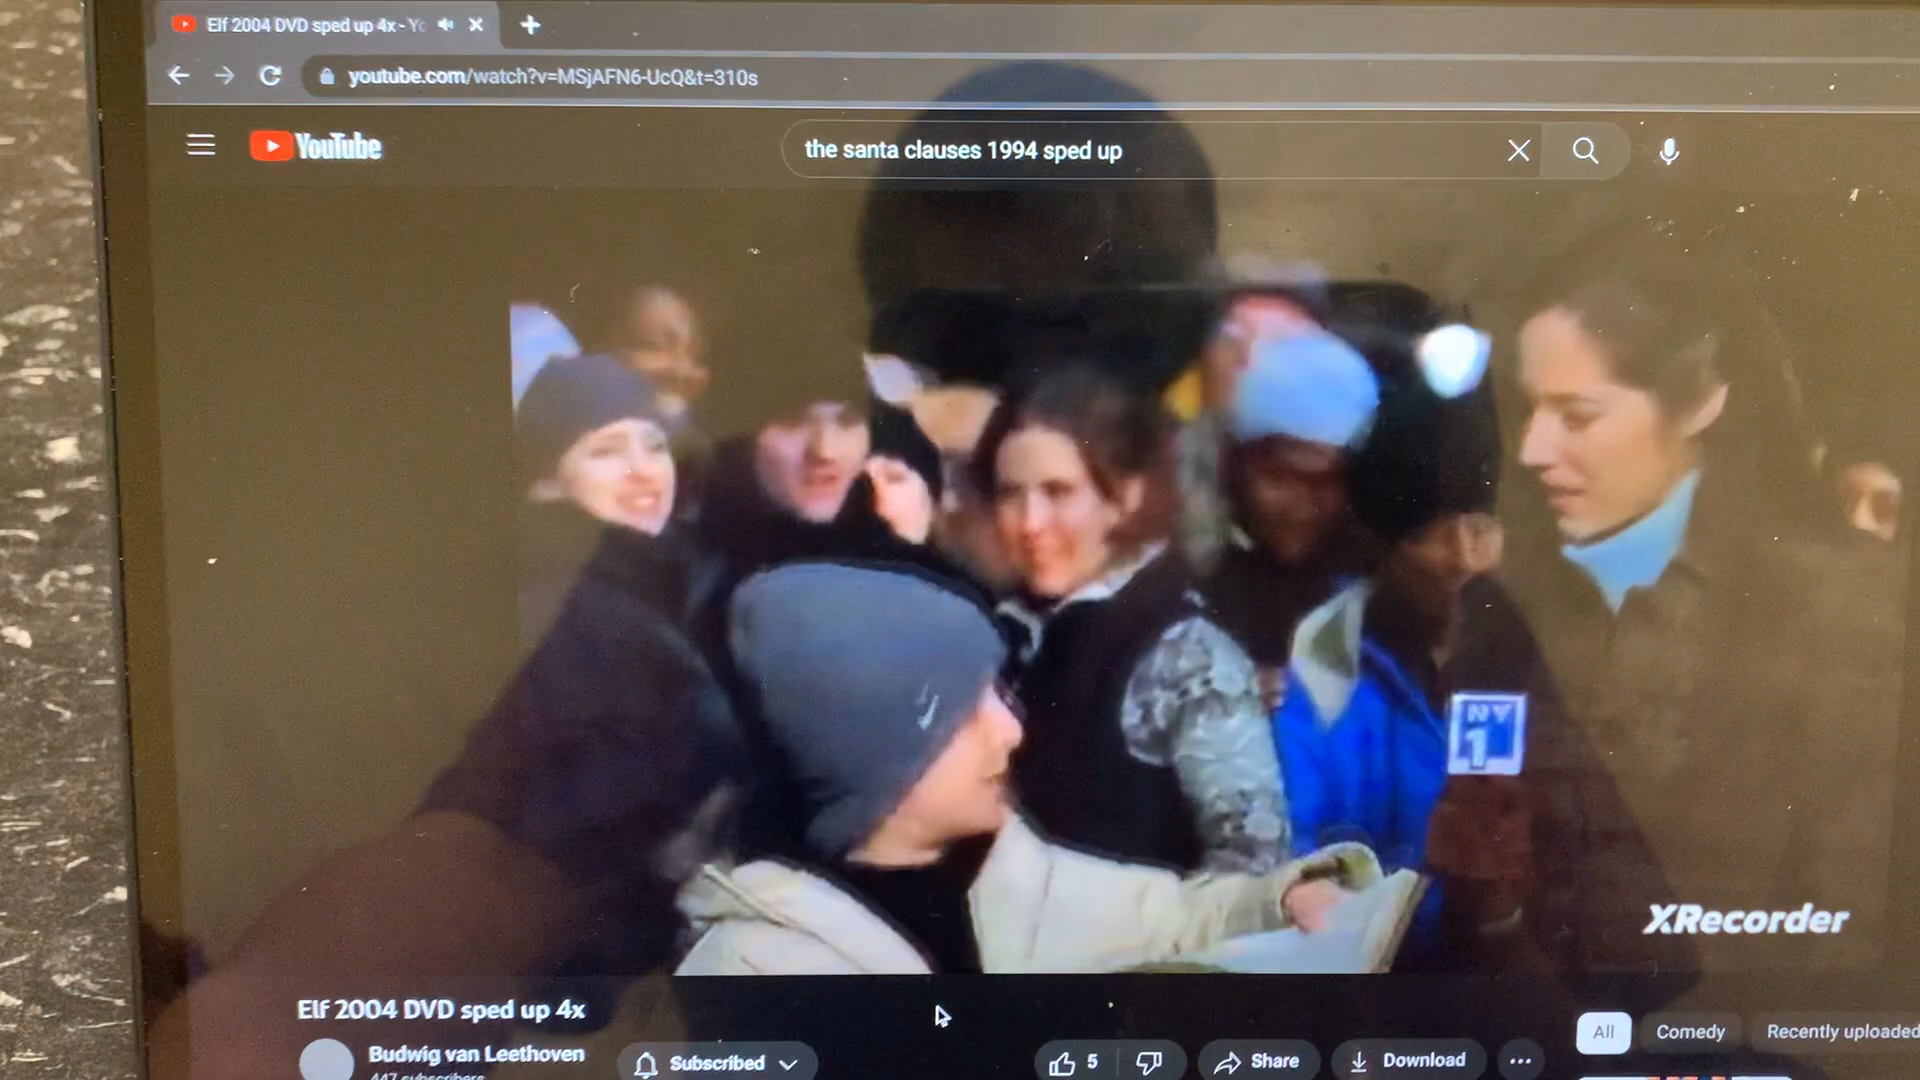 Elf 2004 DVD sped up 4x - Yo
youtube.com/watch?v=MSjAFN6-UcQ&t=310s
YouTube
the santa clauses 1994 sped up
NY
1
XRecorder
Elf 2004 DVD sped up 4x
Budwig van Leethoven
447 subscribers
Subscribed
5
Share
Download
All
Comedy
Recently uploaded